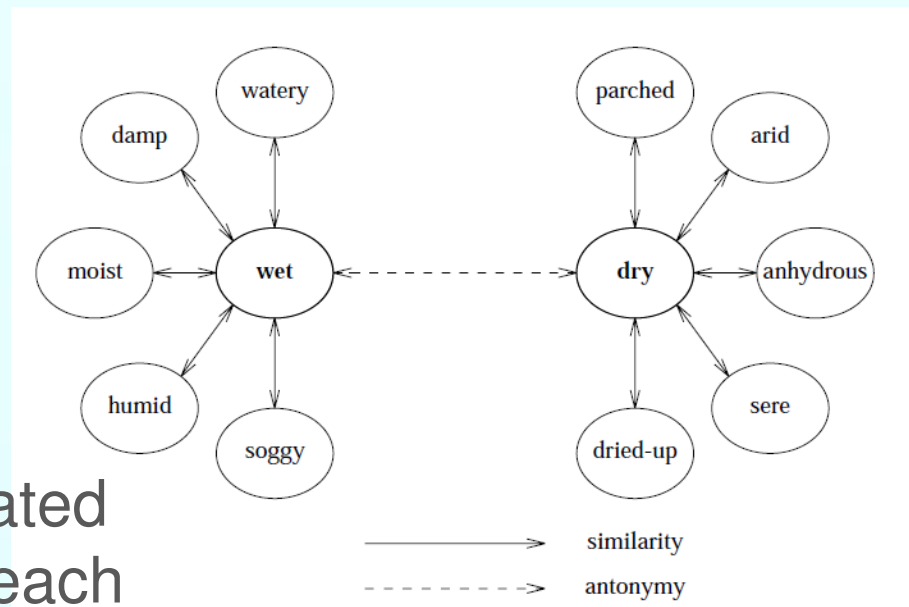 watery
parched
damp
arid
moist
wet
dry
anhydrous
humid
sere
soggy
dried-up
similarity
antonymy
ated
each